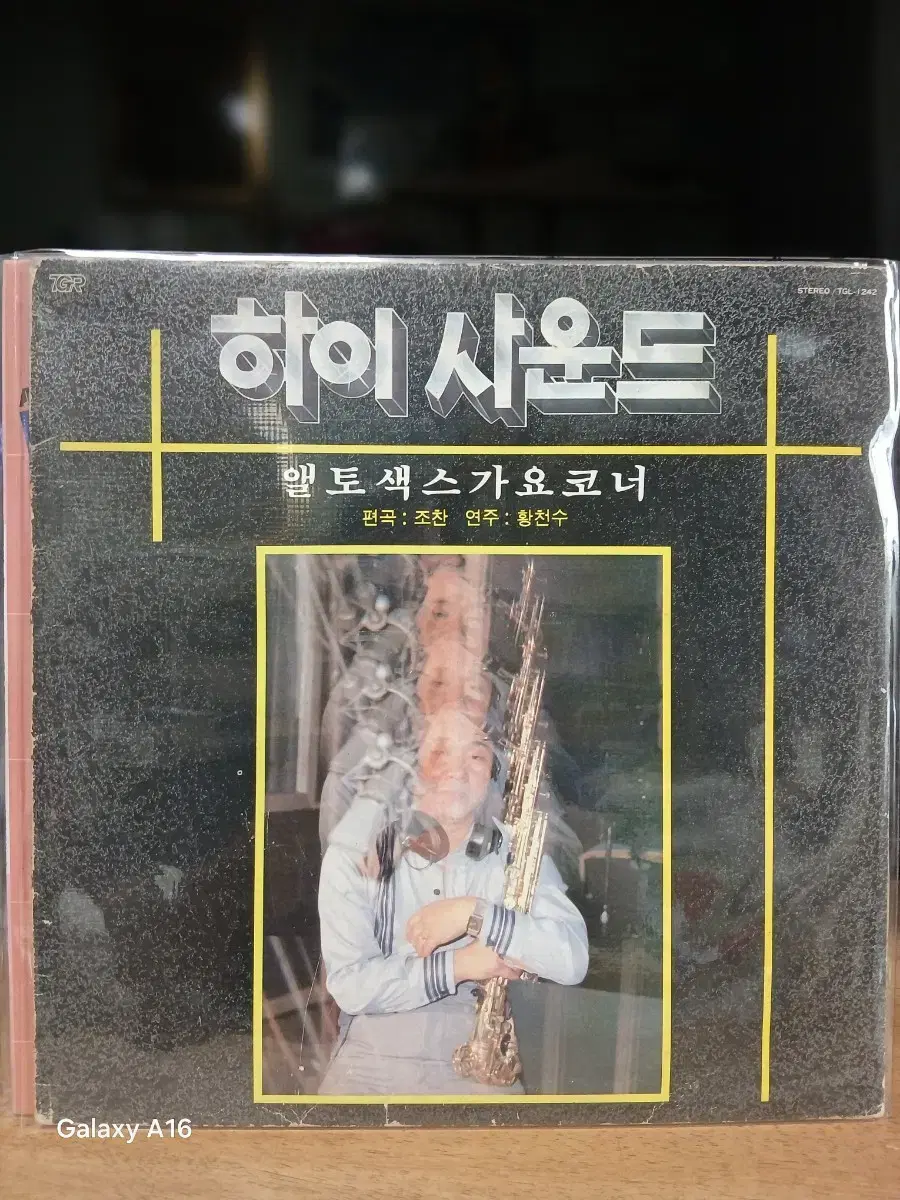 TGR
STEREO / TGL-1242
하이 사운드
앨토색스가요코너
편곡 : 조찬 연주 : 황천수
Galaxy A16